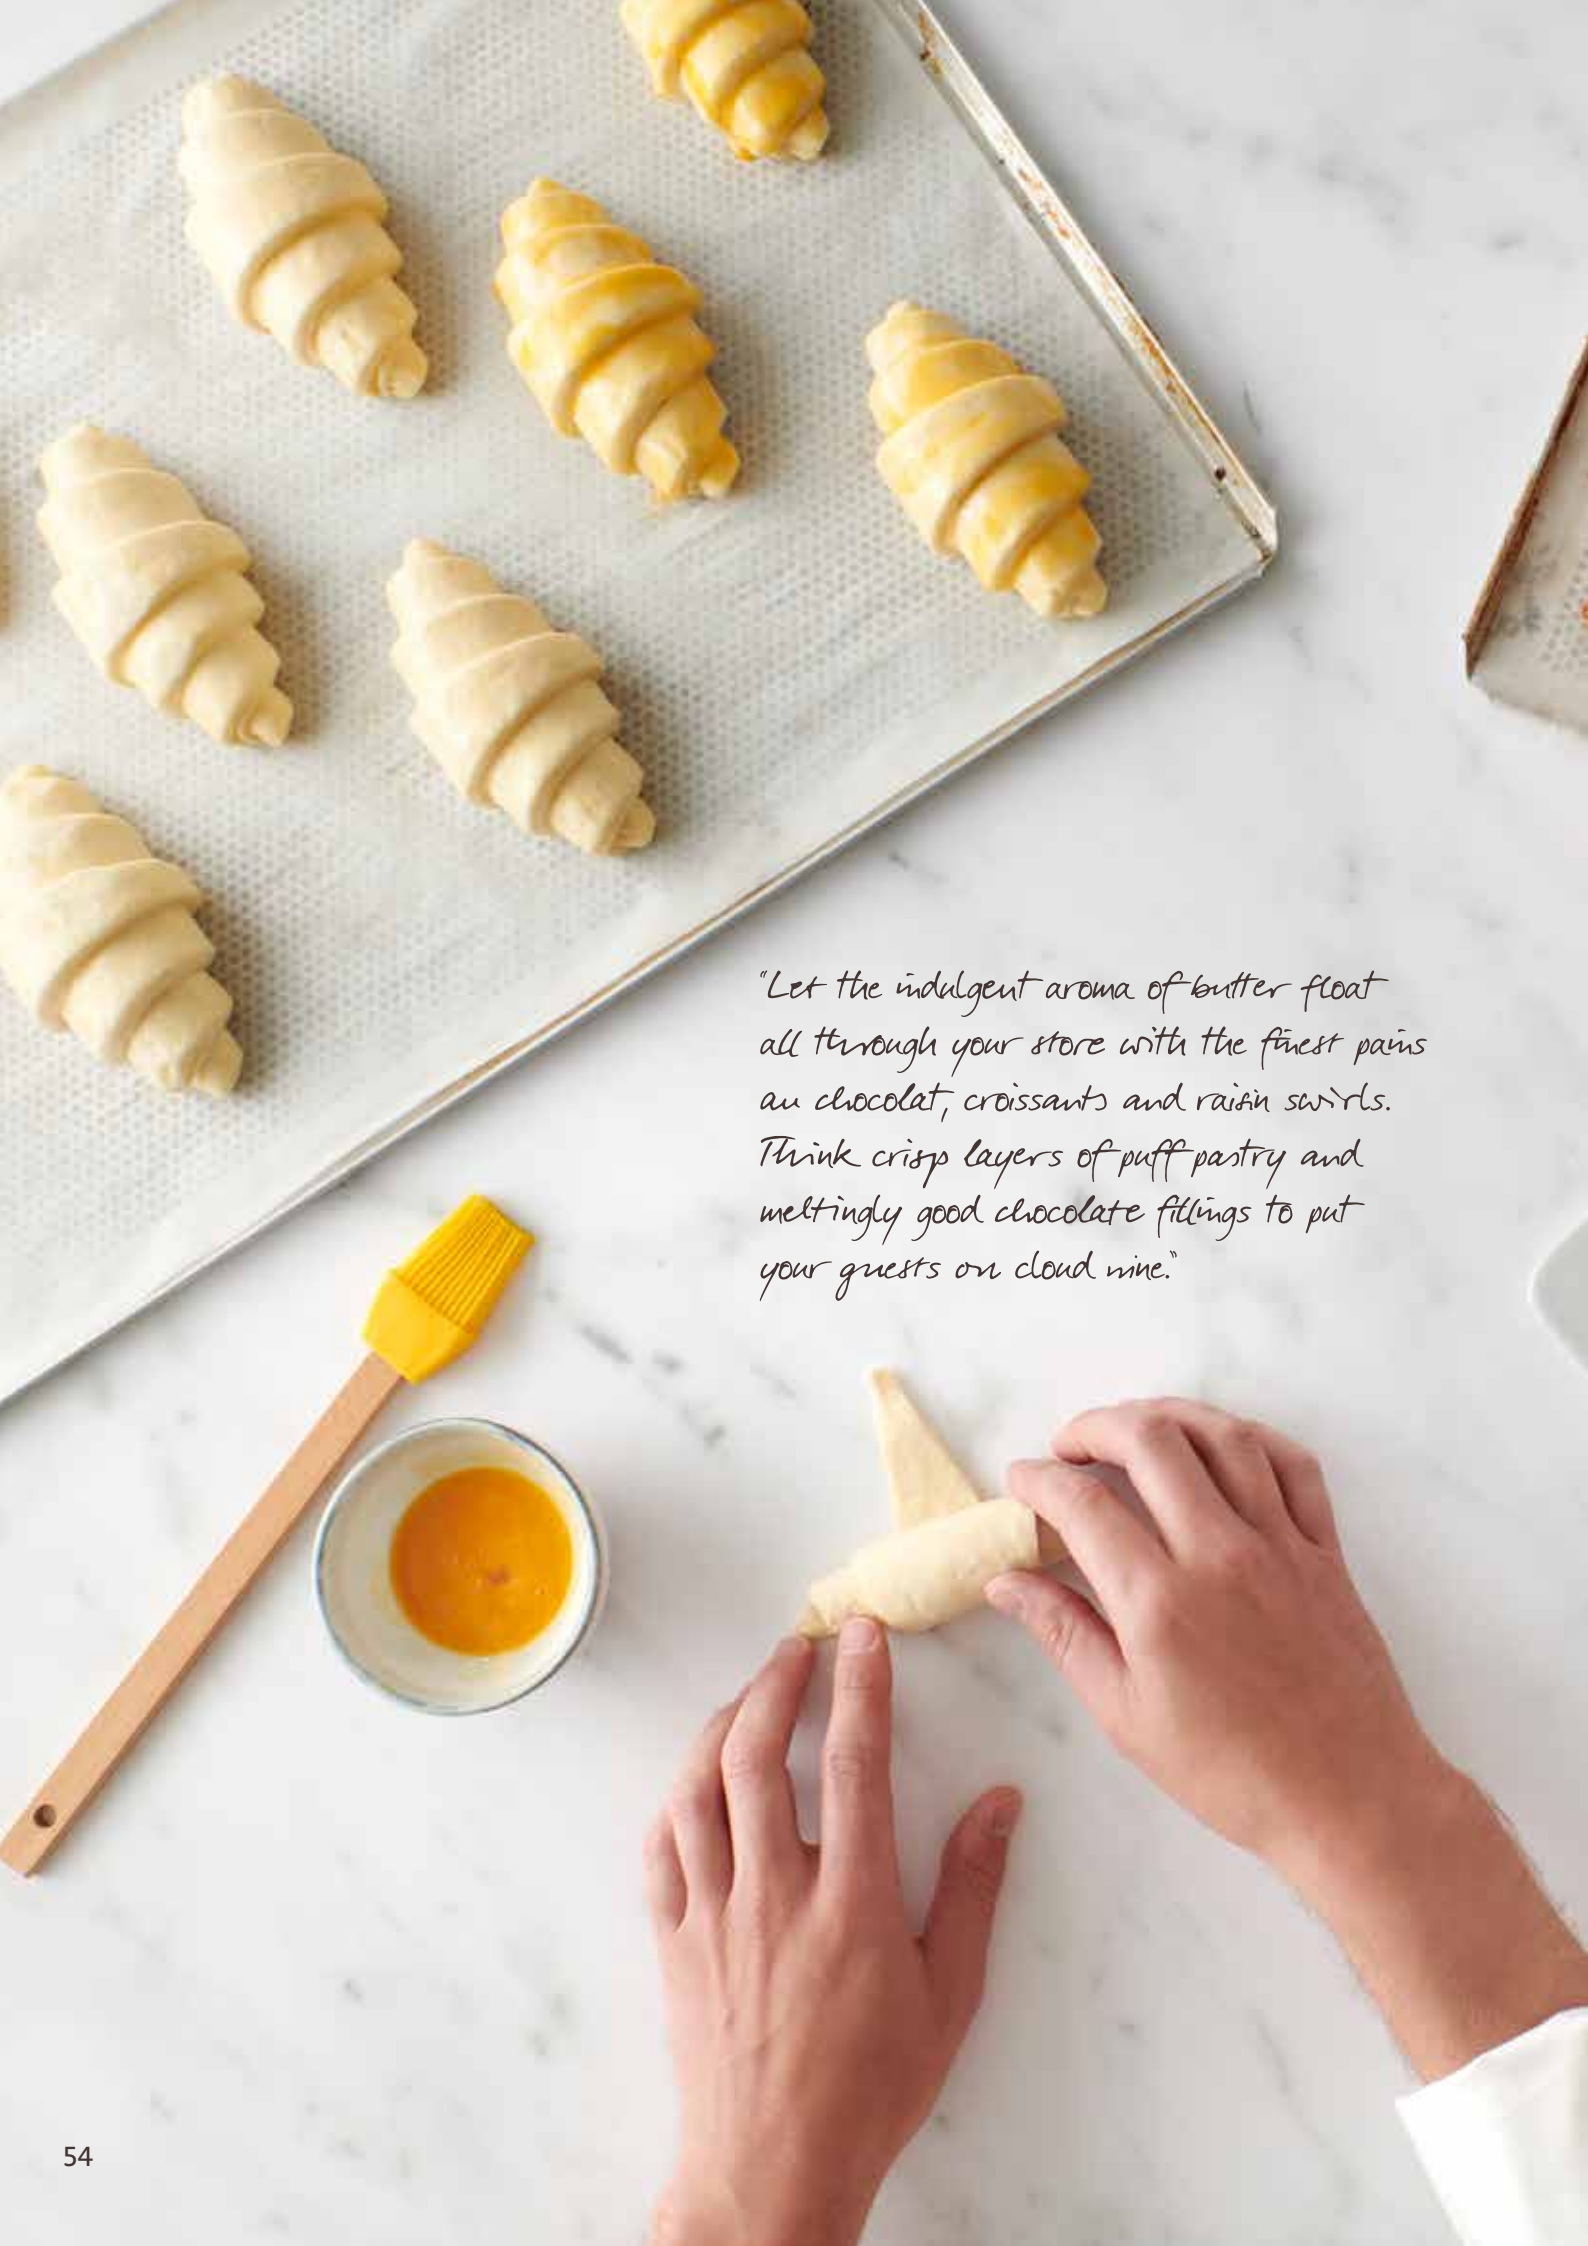 "Let the indulgent aroma of butter float
all through your store with the finest pains
au chocolat, croissants and raisin swirls.
Think crisp layers of puff pastry and
meltingly good chocolate fillings to put
your guests on cloud nine."
54